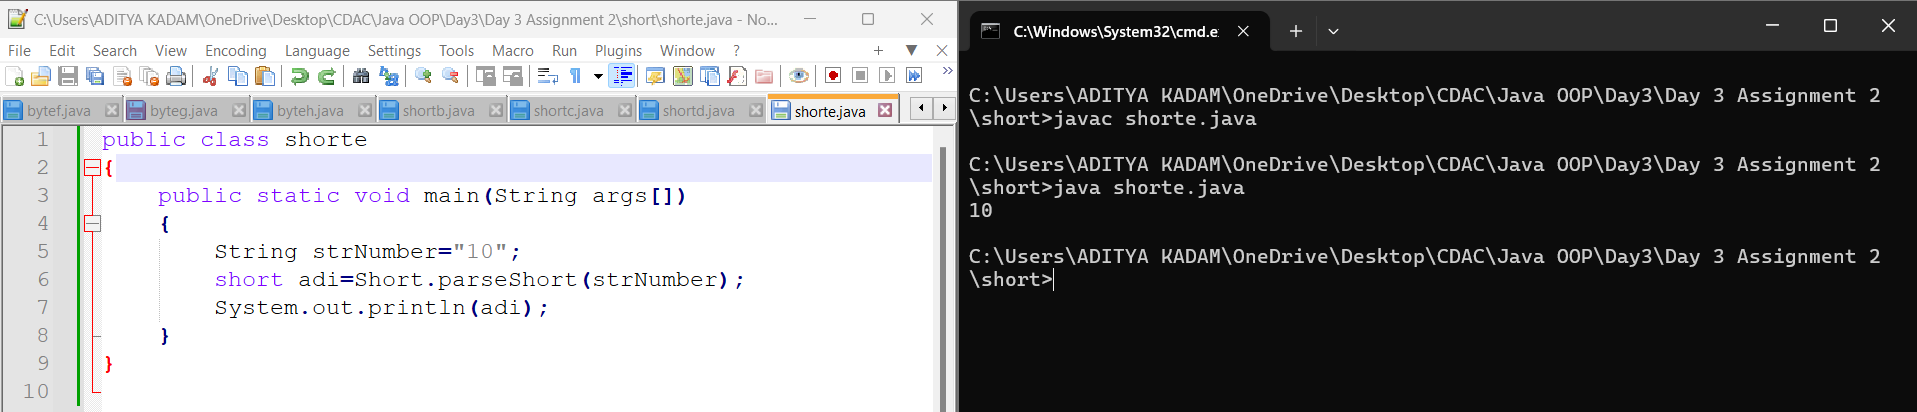 C:\Users\ADITYA KADAM\OneDrive\Desktop\CDAC\Java OOP\Day3\Day 3 Assignment 2\short\shorte.java - No...
File Edit Search View Encoding Language Settings Tools Macro Run Plugins Window ? + ▼ X
bytef.java byteg.java byteh.java shortb.java shortc.java shortd.java shorte.java
1 public class shorte
2 {
3 public static void main(String args[])
4 {
5 String strNumber="10";
6 short adi=Short.parseShort(strNumber);
7 System.out.println(adi);
8 }
9 }
10
C:\Windows\System32\cmd.e
C:\Users\ADITYA KADAM\OneDrive\Desktop\CDAC\Java OOP\Day3\Day 3 Assignment 2
\short>javac shorte.java
C:\Users\ADITYA KADAM\OneDrive\Desktop\CDAC\Java OOP\Day3\Day 3 Assignment 2
\short>java shorte.java
10
C:\Users\ADITYA KADAM\OneDrive\Desktop\CDAC\Java OOP\Day3\Day 3 Assignment 2
\short>